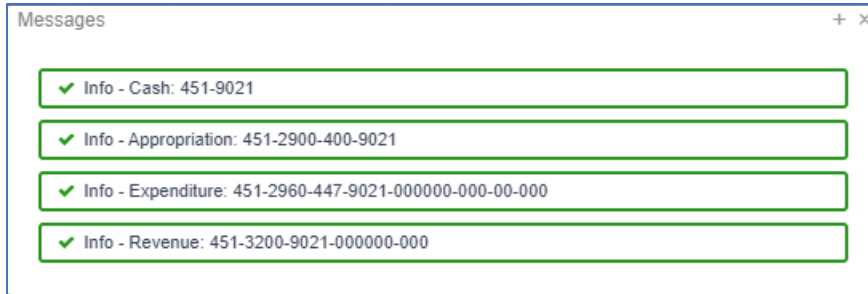 Messages
Info - Cash: 451-9021
Info - Appropriation: 451-2900-400-9021
Info - Expenditure: 451-2960-447-9021-000000-000-00-000
Info - Revenue: 451-3200-9021-000000-000